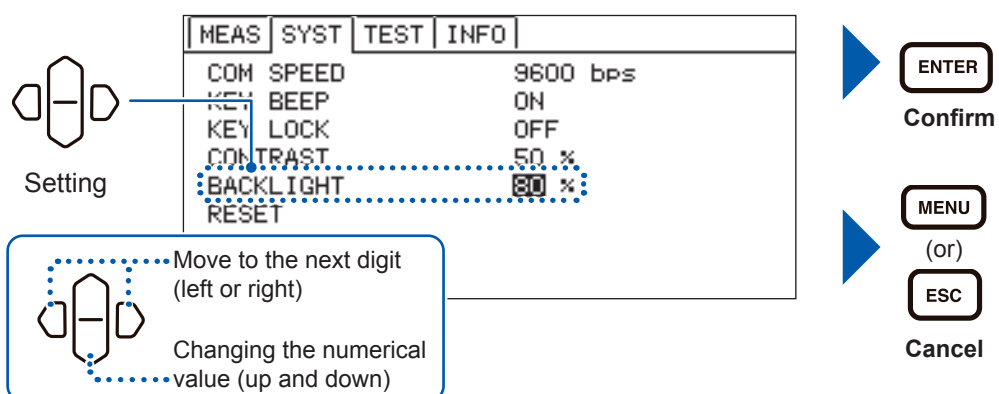 MEAS SYST TEST INFO
COM SPEED 9600 bps
KEY BEEP ON
KEY LOCK OFF
CONTRAST 50 %
BACKLIGHT 80 %
RESET
Setting
Move to the next digit
(left or right)
Changing the numerical
value (up and down)
ENTER
Confirm
MENU
(or)
ESC
Cancel